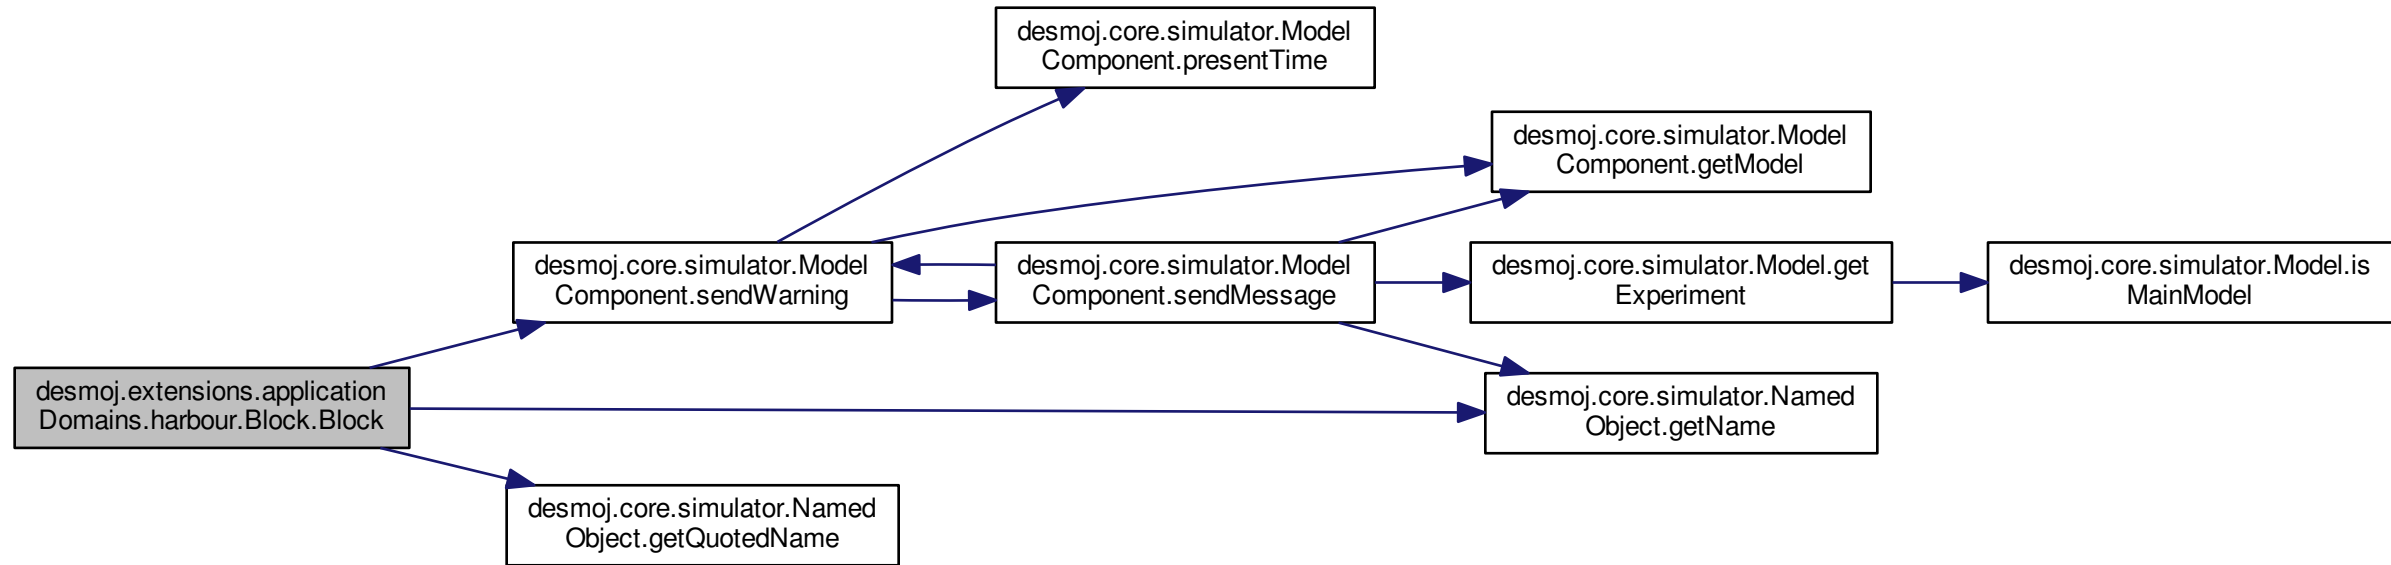 desmoj.core.simulator.Model
Component.presentTime
desmoj.core.simulator.Model
Component.getModel
desmoj.core.simulator.Model
Component.sendWarning
desmoj.core.simulator.Model
Component.sendMessage
desmoj.core.simulator.Model.get
Experiment
desmoj.core.simulator.Model.is
MainModel
desmoj.extensions.application
Domains.harbour.Block.Block
desmoj.core.simulator.Named
Object.getName
desmoj.core.simulator.Named
Object.getQuotedName